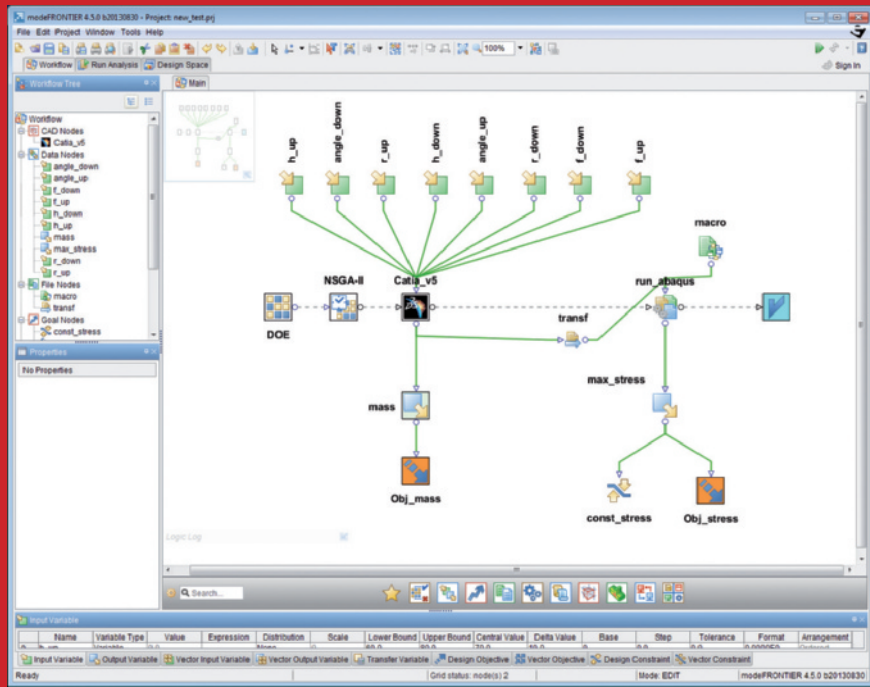 modeFRONTIER 4.5.0 b20130830 - Project: new_test.prj
File Edit Project Window Tools Help
100%
Workflow Run Analysis Design Space
Sign In
Workflow Tree
Main
Workflow
CAD Nodes
Catia_v5
Data Nodes
angle_down
angle_up
f_down
f_up
h_down
h_up
mass
max_stress
r_down
r_up
File Nodes
macro
transf
Goal Nodes
const_stress
Properties
No Properties
h_up
angle_down
r_up
h_down
angle_up
r_down
f_down
f_up
macro
NSGA-II
Catia_v5
run_abaqus
DOE
transf
max_stress
mass
Obj_mass
const_stress
Obj_stress
Logic Log
Search...
Input Variable
Name Variable Type Value Expression Distribution Scale Lower Bound Upper Bound Central Value Delta Value Base Step Tolerance Format Arrangement
Input Variable Output Variable Vector Input Variable Vector Output Variable Transfer Variable Design Objective Vector Objective Design Constraint Vector Constraint
Ready Grid status: node(s) 2 Mode: EDIT modeFRONTIER 4.5.0 b20130830